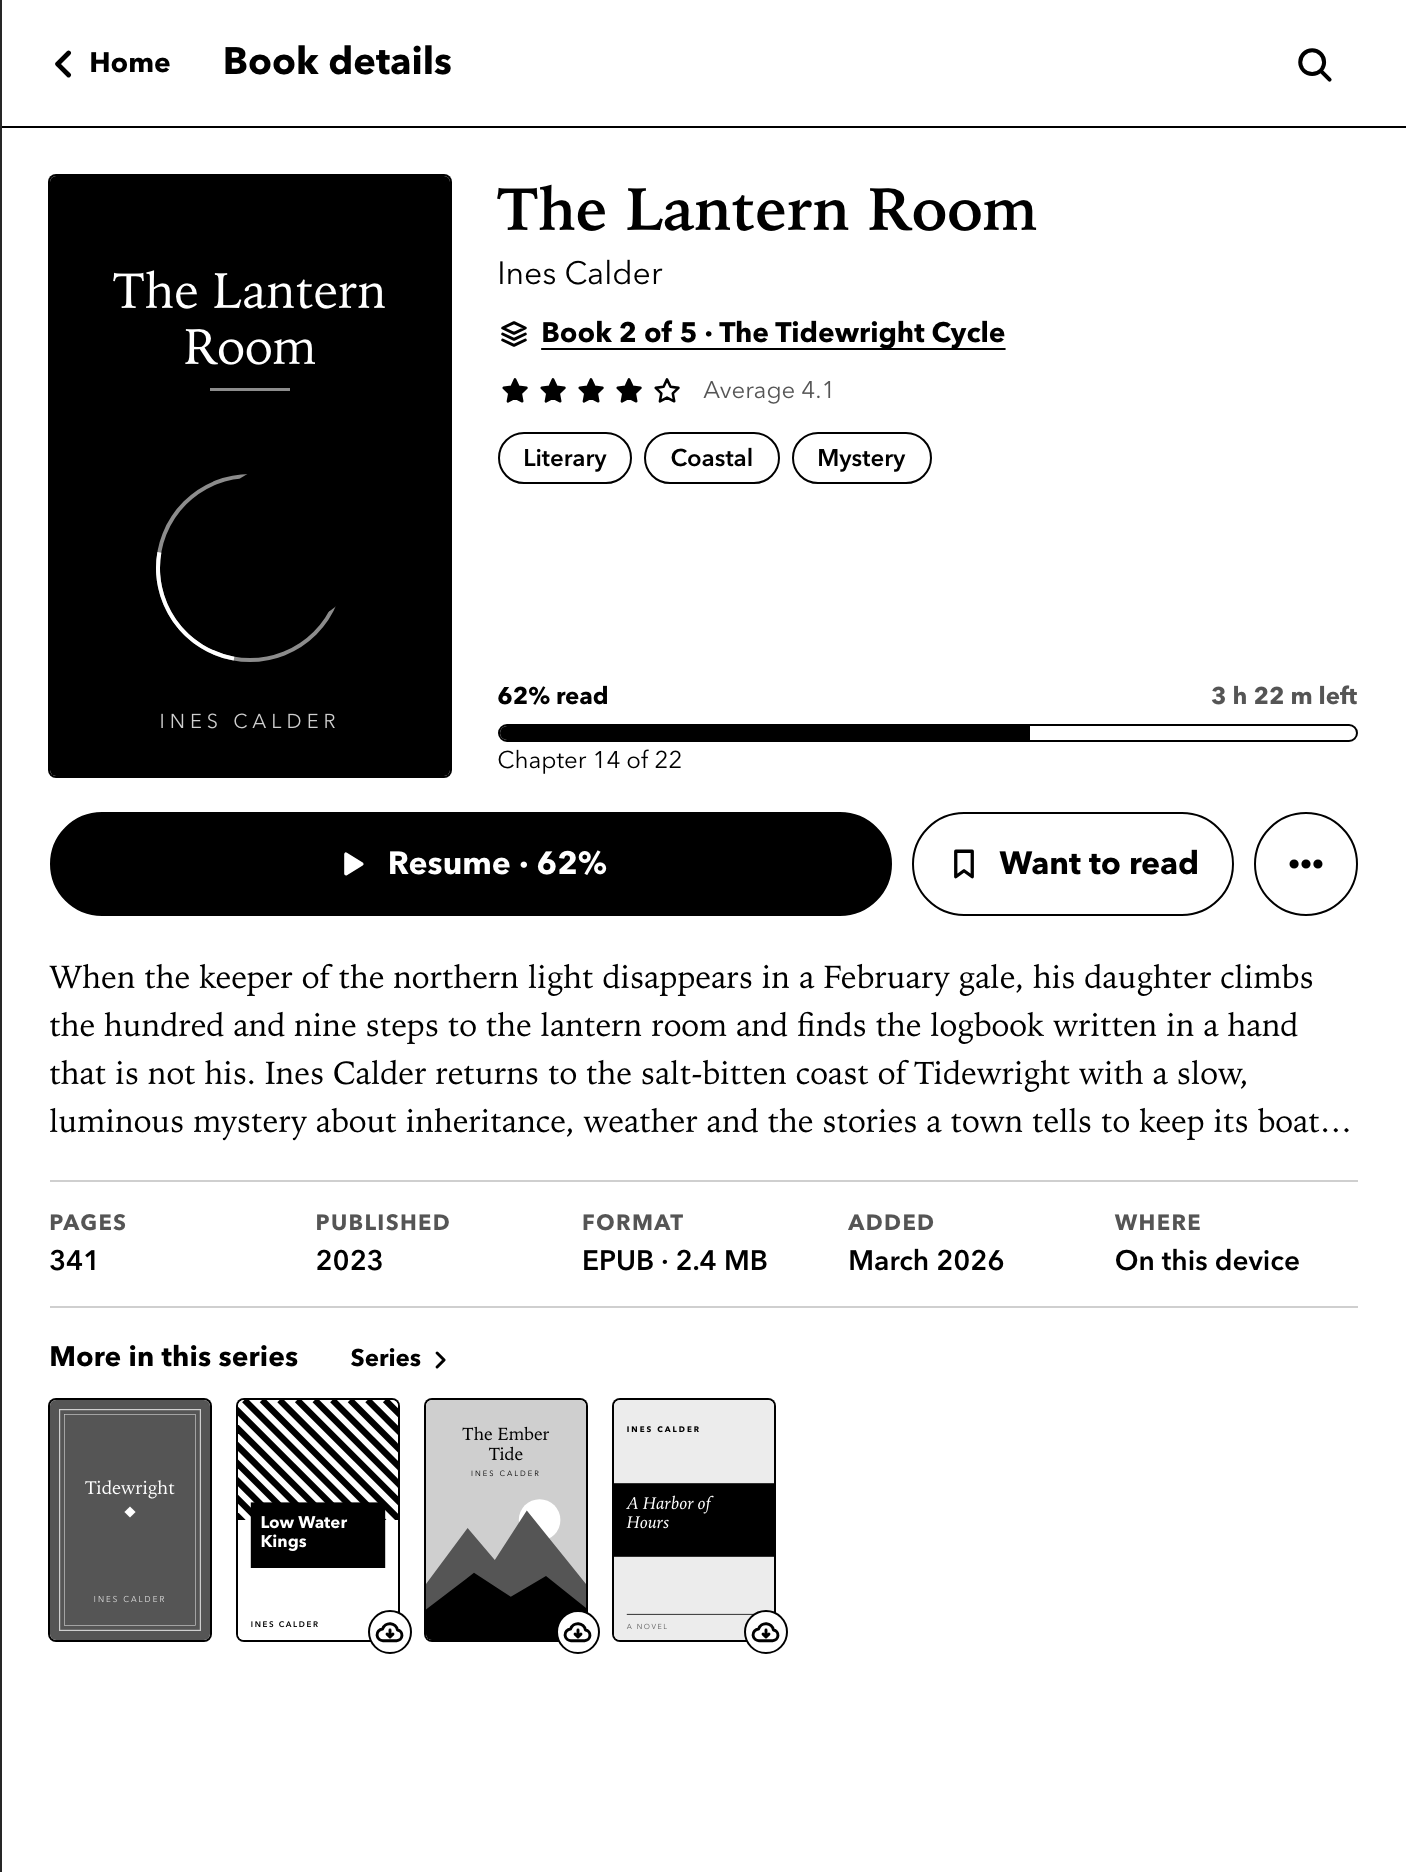 Home
Book details
The Lantern
Room
INES CALDER
The Lantern Room
Ines Calder
Book 2 of 5 · The Tidewright Cycle
Average 4.1
Literary
Coastal
Mystery
62% read
3 h 22 m left
Chapter 14 of 22
Resume · 62%
Want to read
When the keeper of the northern light disappears in a February gale, his daughter climbs
the hundred and nine steps to the lantern room and finds the logbook written in a hand
that is not his. Ines Calder returns to the salt-bitten coast of Tidewright with a slow,
luminous mystery about inheritance, weather and the stories a town tells to keep its boat…
PAGES
341
PUBLISHED
2023
FORMAT
EPUB · 2.4 MB
ADDED
March 2026
WHERE
On this device
More in this series
Series
Tidewright
INES CALDER
Low Water
Kings
INES CALDER
The Ember
Tide
INES CALDER
INES CALDER
A Harbor of
Hours
A NOVEL